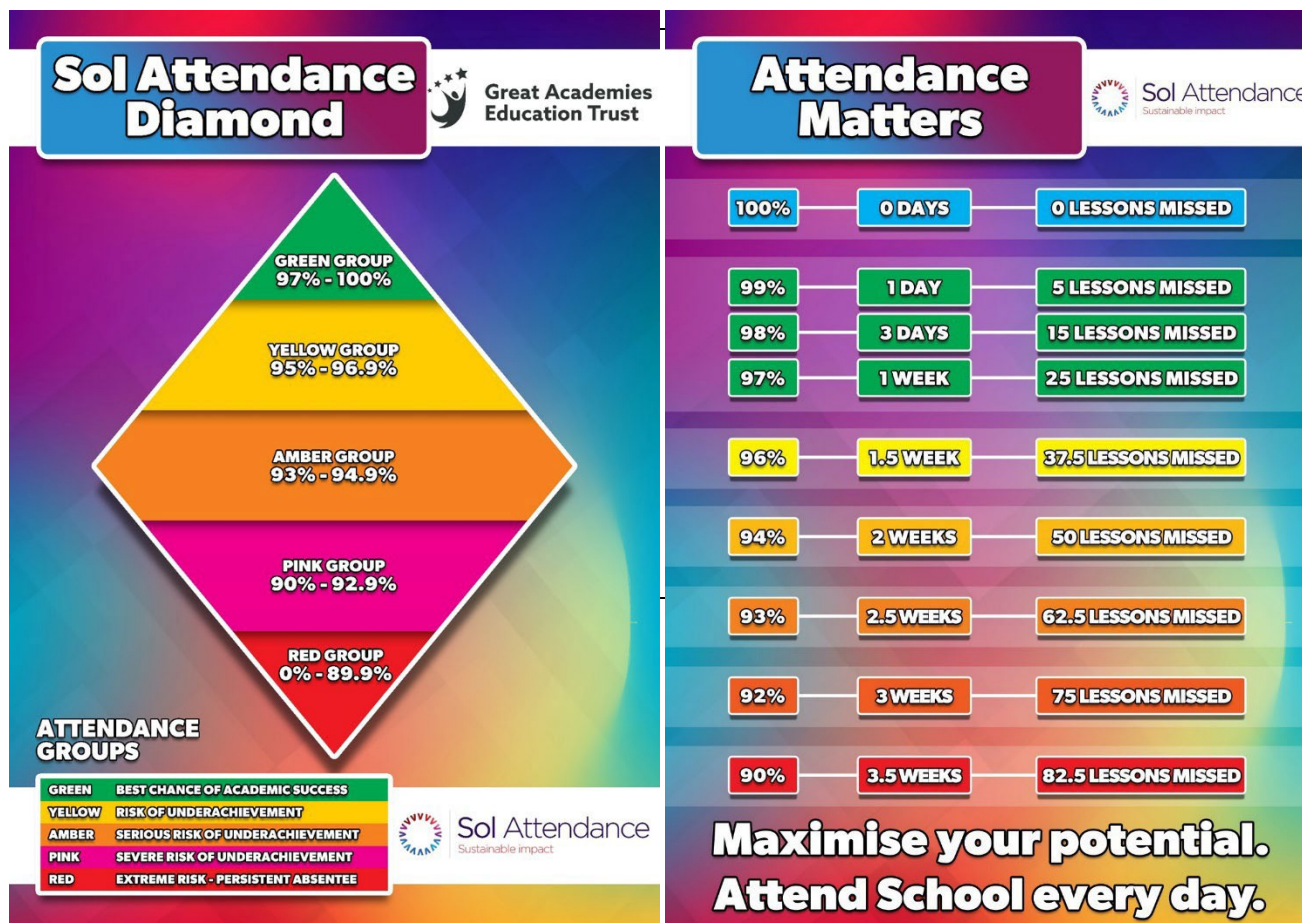 Sol Attendance
Diamond
Great Academies
Education Trust
GREEN GROUP
97% - 100%
YELLOW GROUP
95% - 96.9%
AMBER GROUP
93% - 94.9%
PINK GROUP
90% - 92.9%
RED GROUP
0% - 89.9%
ATTENDANCE
GROUPS
GREEN BEST CHANCE OF ACADEMIC SUCCESS
YELLOW RISK OF UNDERACHIEVEMENT
AMBER SERIOUS RISK OF UNDERACHIEVEMENT
PINK SEVERE RISK OF UNDERACHIEVEMENT
RED EXTREME RISK - PERSISTENT ABSENTEE
Sol Attendance
Sustainable impact
Attendance
Matters
Sol Attendance
Sustainable impact
100% 0 DAYS 0 LESSONS MISSED
99% 1 DAY 5 LESSONS MISSED
98% 3 DAYS 15 LESSONS MISSED
97% 1 WEEK 25 LESSONS MISSED
96% 1.5 WEEK 37.5 LESSONS MISSED
94% 2 WEEKS 50 LESSONS MISSED
93% 2.5 WEEKS 62.5 LESSONS MISSED
92% 3 WEEKS 75 LESSONS MISSED
90% 3.5 WEEKS 82.5 LESSONS MISSED
Maximise your potential.
Attend School every day.